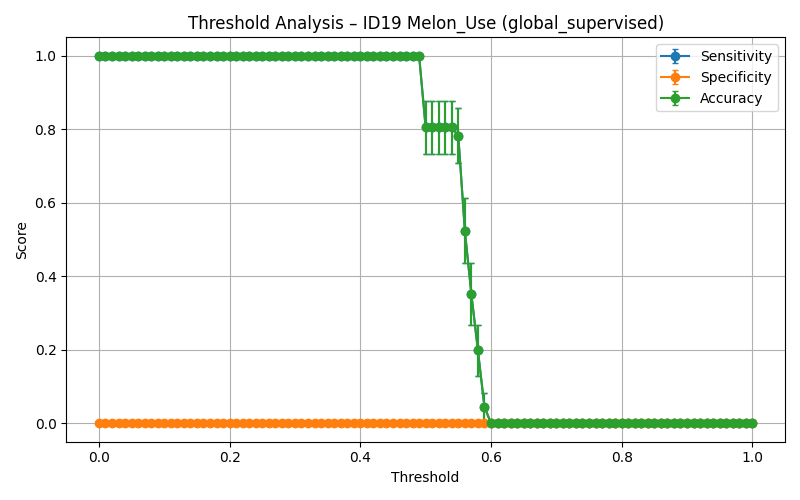 Threshold Analysis – ID19 Melon_Use (global_supervised)
Sensitivity
Specificity
Accuracy
Score
1.0
0.8
0.6
0.4
0.2
0.0
0.0 0.2 0.4 0.6 0.8 1.0
Threshold